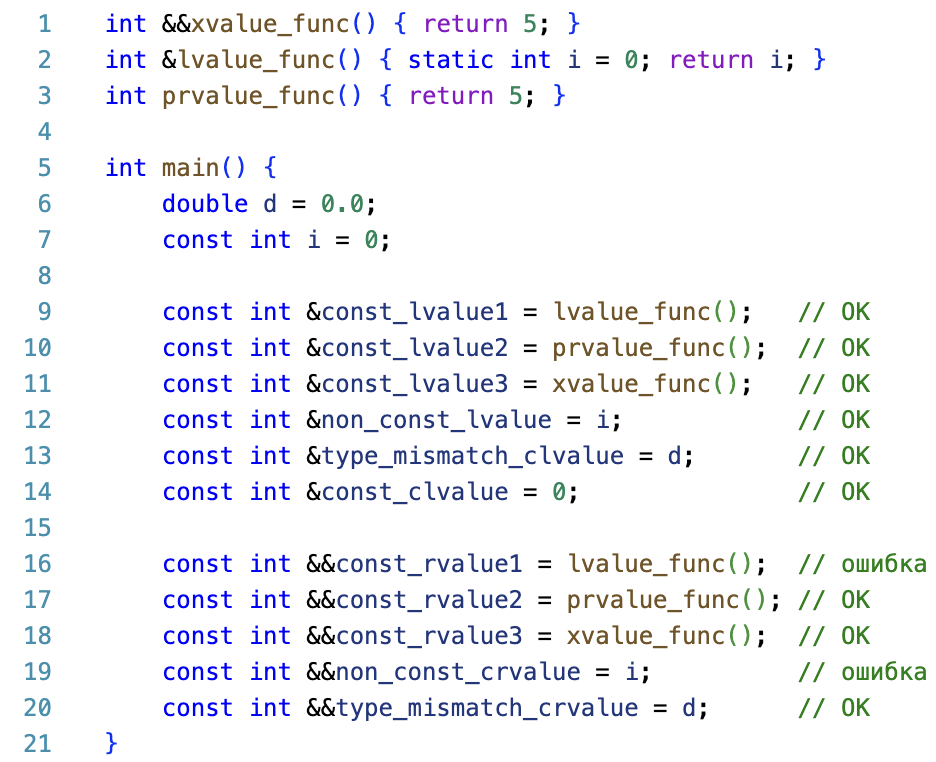 1 int &&xvalue_func() { return 5; }
2 int &lvalue_func() { static int i = 0; return i; }
3 int prvalue_func() { return 5; }
4
5 int main() {
6     double d = 0.0;
7     const int i = 0;
8
9     const int &const_lvalue1 = lvalue_func();   // OK
10     const int &const_lvalue2 = prvalue_func();  // OK
11     const int &const_lvalue3 = xvalue_func();   // OK
12     const int &non_const_lvalue = i;            // OK
13     const int &type_mismatch_clvalue = d;       // OK
14     const int &const_clvalue = 0;               // OK
15
16     const int &&const_rvalue1 = lvalue_func();  // ошибка
17     const int &&const_rvalue2 = prvalue_func(); // OK
18     const int &&const_rvalue3 = xvalue_func();  // OK
19     const int &&non_const_crvalue = i;          // ошибка
20     const int &&type_mismatch_crvalue = d;      // OK
21 }